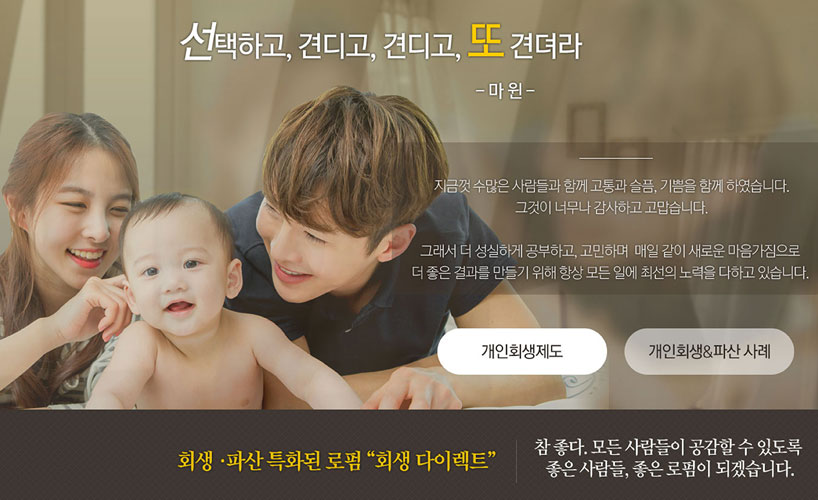 선택하고, 견디고, 견디고, 또 견뎌라
– 마 윈 –
지금껏 수많은 사람들과 함께 고통과 슬픔, 기쁨을 함께 하였습니다.
그것이 너무나 감사하고 고맙습니다.
그래서 더 성실하게 공부하고, 고민하며 매일 같이 새로운 마음가짐으로
더 좋은 결과를 만들기 위해 항상 모든 일에 최선의 노력을 다하고 있습니다.
개인회생제도
개인회생&파산 사례
회생 ·파산 특화된 로펌 “회생 다이렉트”
참 좋다. 모든 사람들이 공감할 수 있도록
좋은 사람들, 좋은 로펌이 되겠습니다.